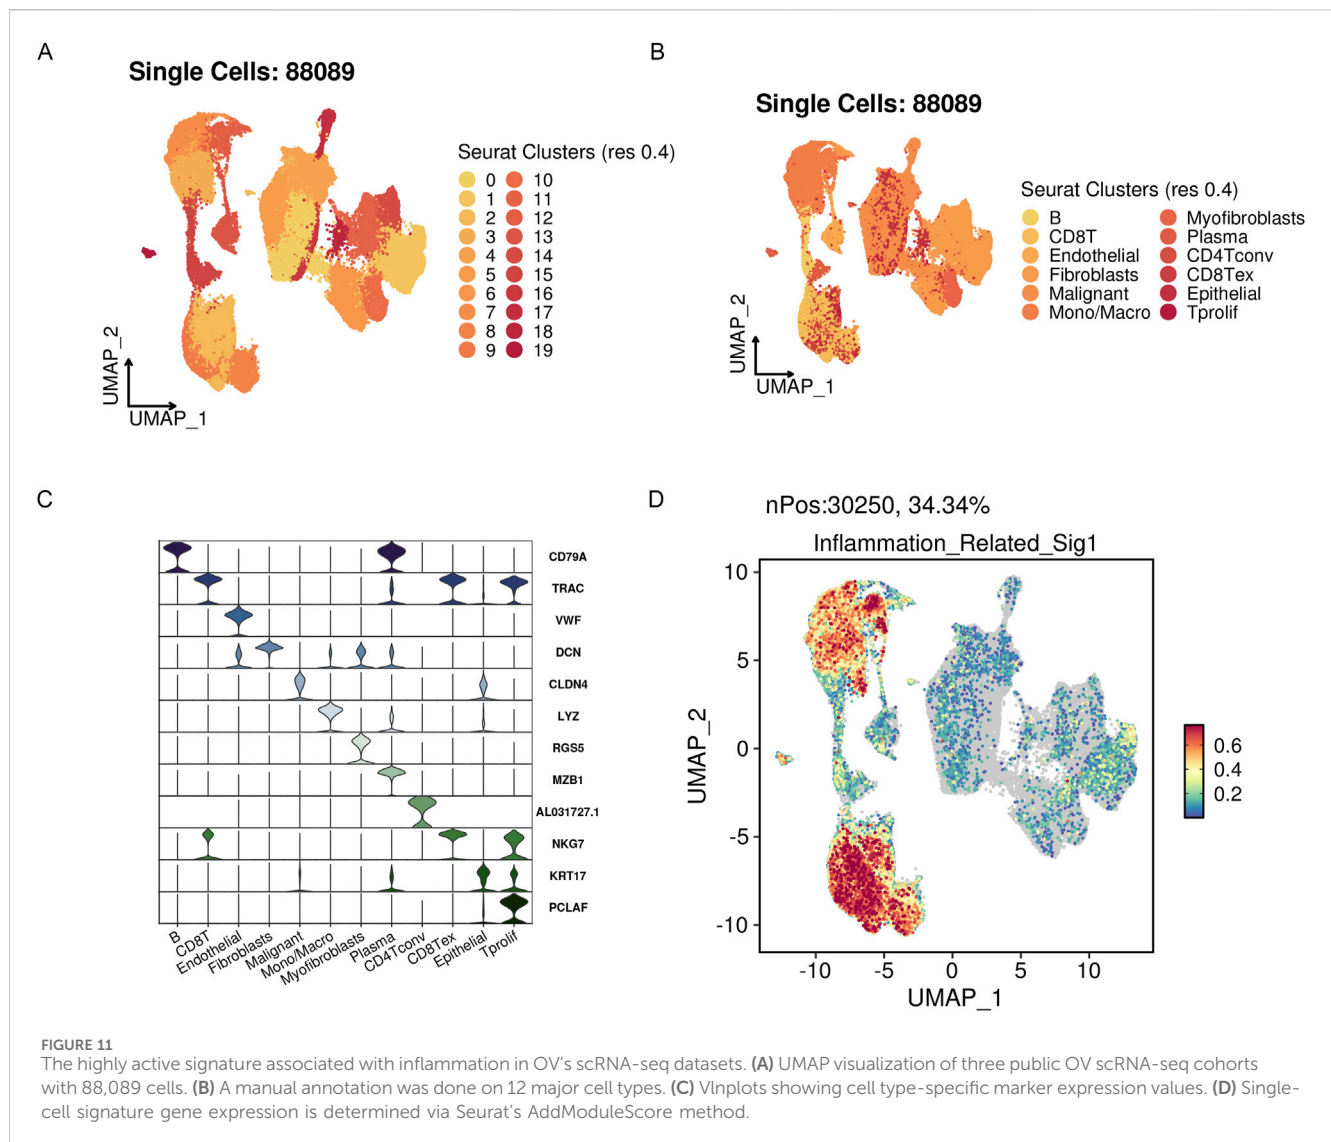 A
Single Cells: 88089
Seurat Clusters (res 0.4)
0 10
1 11
2 12
3 13
4 14
5 15
6 16
7 17
8 18
9 19
UMAP_2
UMAP_1
B
Single Cells: 88089
Seurat Clusters (res 0.4)
B Myofibroblasts
CD8T Plasma
Endothelial CD4Tconv
Fibroblasts CD8Tex
Malignant Epithelial
Mono/Macro Tprolif
UMAP_2
UMAP_1
C
CD79A
TRAC
VWF
DCN
CLDN4
LYZ
RGS5
MZB1
AL031727.1
NKG7
KRT17
PCLAF
B
CD8T
Endothelial
Fibroblasts
Malignant
Mono/Macro
Myofibroblasts
Plasma
CD4Tconv
CD8Tex
Epithelial
Tprolif
D
nPos:30250, 34.34%
Inflammation_Related_Sig1
10
5
0
-5
-10
UMAP_2
-10 -5 0 5 10
UMAP_1
0.6
0.4
0.2
FIGURE 11
The highly active signature associated with inflammation in OV's scRNA-seq datasets. (A) UMAP visualization of three public OV scRNA-seq cohorts
with 88,089 cells. (B) A manual annotation was done on 12 major cell types. (C) Vlnplots showing cell type-specific marker expression values. (D) Single-
cell signature gene expression is determined via Seurat's AddModuleScore method.